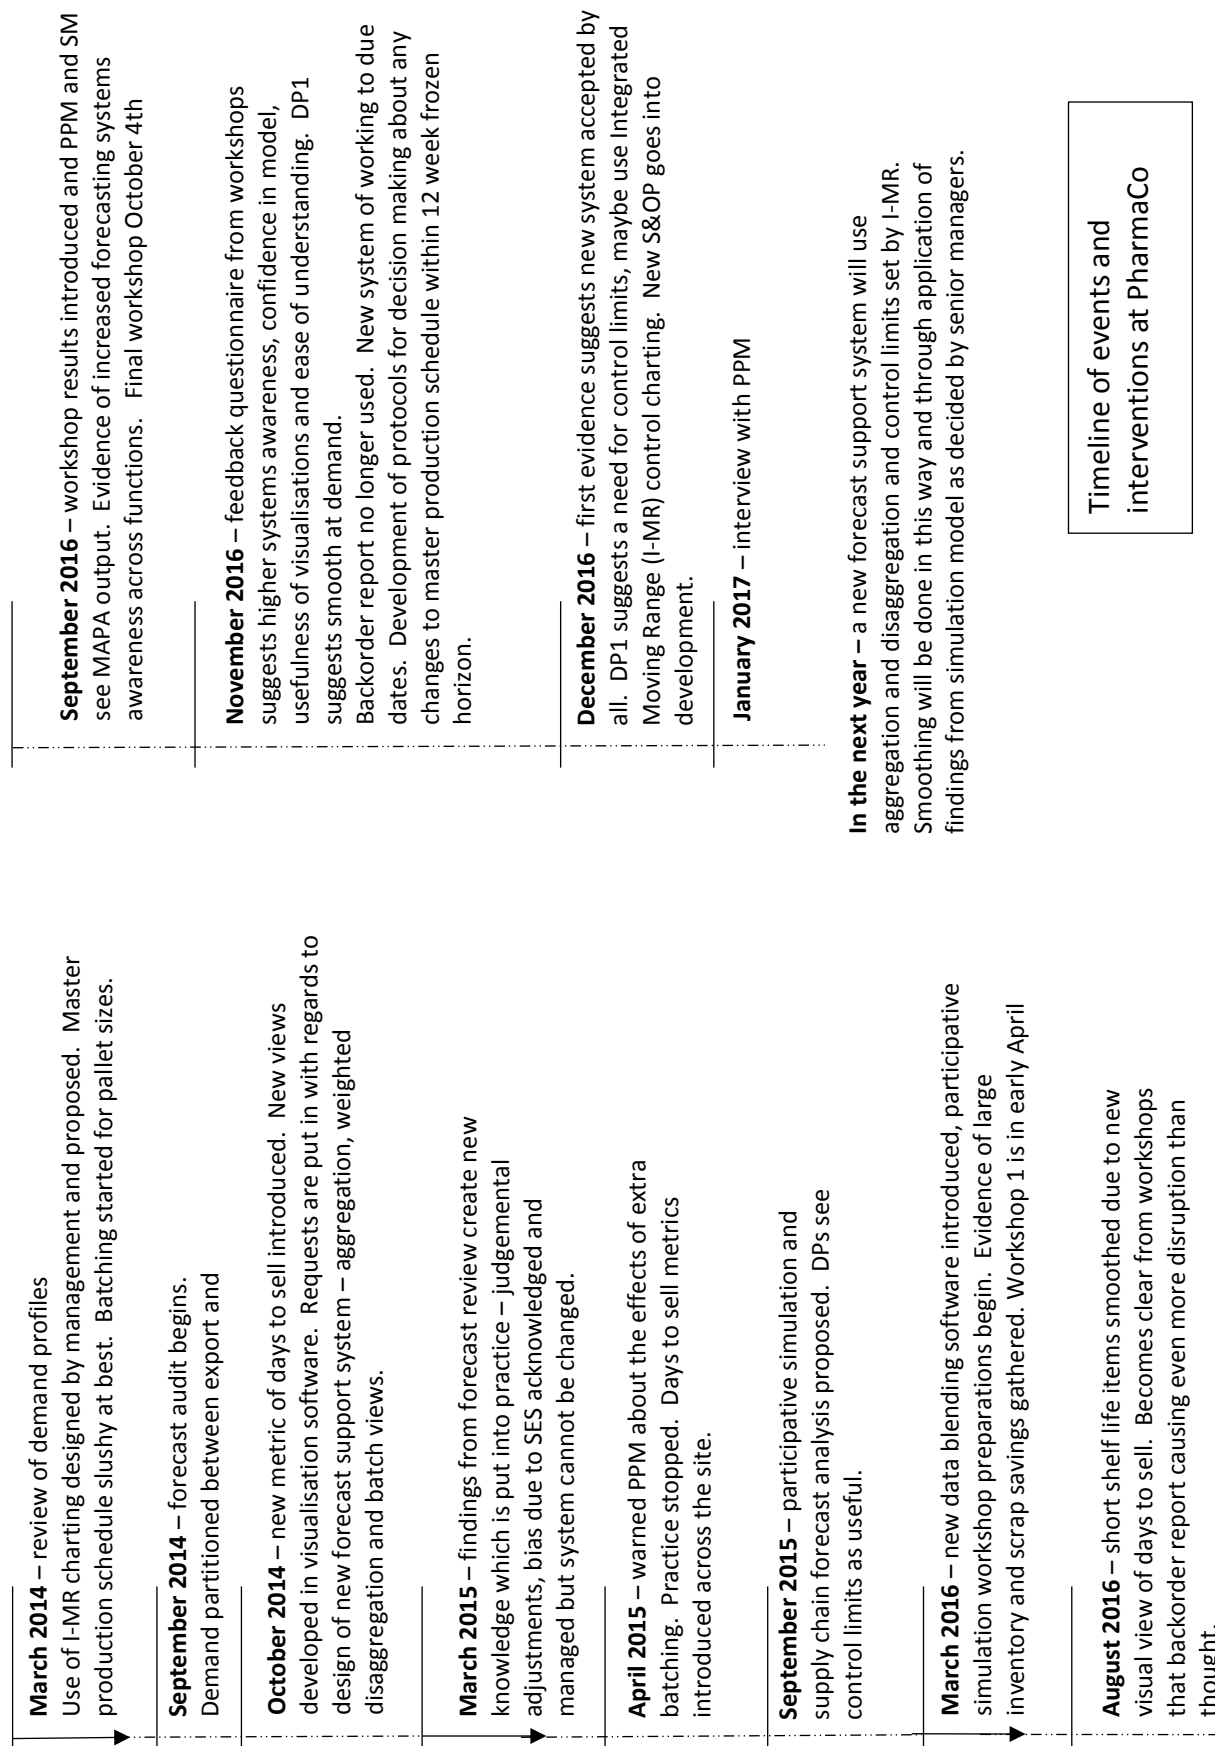 March 2014 – review of demand profiles
Use of I-MR charting designed by management and proposed. Master
production schedule slushy at best. Batching started for pallet sizes.
September 2014 – forecast audit begins.
Demand partitioned between export and
October 2014 – new metric of days to sell introduced. New views
developed in visualisation software. Requests are put in with regards to
design of new forecast support system – aggregation, weighted
disaggregation and batch views.
March 2015 – findings from forecast review create new
knowledge which is put into practice – judgemental
adjustments, bias due to SES acknowledged and
managed but system cannot be changed.
April 2015 – warned PPM about the effects of extra
batching. Practice stopped. Days to sell metrics
introduced across the site.
September 2015 – participative simulation and
supply chain forecast analysis proposed. DPs see
control limits as useful.
March 2016 – new data blending software introduced, participative
simulation workshop preparations begin. Evidence of large
inventory and scrap savings gathered. Workshop 1 is in early April
August 2016 – short shelf life items smoothed due to new
visual view of days to sell. Becomes clear from workshops
that backorder report causing even more disruption than
thought.
September 2016 – workshop results introduced and PPM and SM
see MAPA output. Evidence of increased forecasting systems
awareness across functions. Final workshop October 4th
November 2016 – feedback questionnaire from workshops
suggests higher systems awareness, confidence in model,
usefulness of visualisations and ease of understanding. DP1
suggests smooth at demand.
Backorder report no longer used. New system of working to due
dates. Development of protocols for decision making about any
changes to master production schedule within 12 week frozen
horizon.
December 2016 – first evidence suggests new system accepted by
all. DP1 suggests a need for control limits, maybe use Integrated
Moving Range (I-MR) control charting. New S&OP goes into
development.
January 2017 – interview with PPM
In the next year – a new forecast support system will use
aggregation and disaggregation and control limits set by I-MR.
Smoothing will be done in this way and through application of
findings from simulation model as decided by senior managers.
Timeline of events and
interventions at PharmaCo